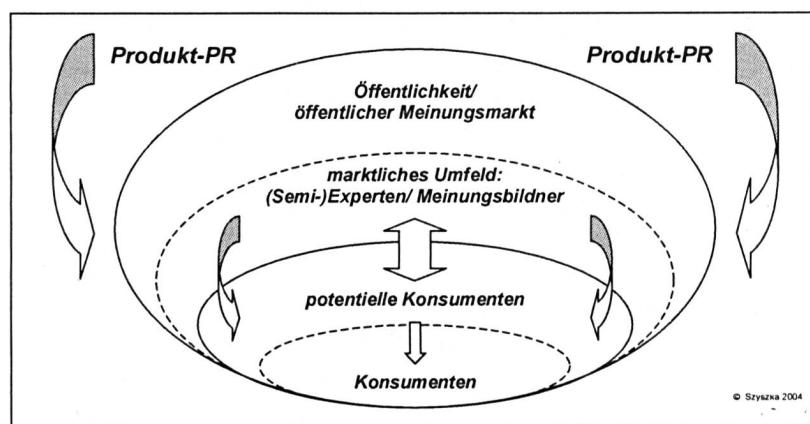 Produkt-PR
Produkt-PR
Öffentlichkeit/
öffentlicher Meinungsmarkt
marktliches Umfeld:
(Semi-)Experten/ Meinungsbildner
potentielle Konsumenten
Konsumenten
© Szyszka 2004